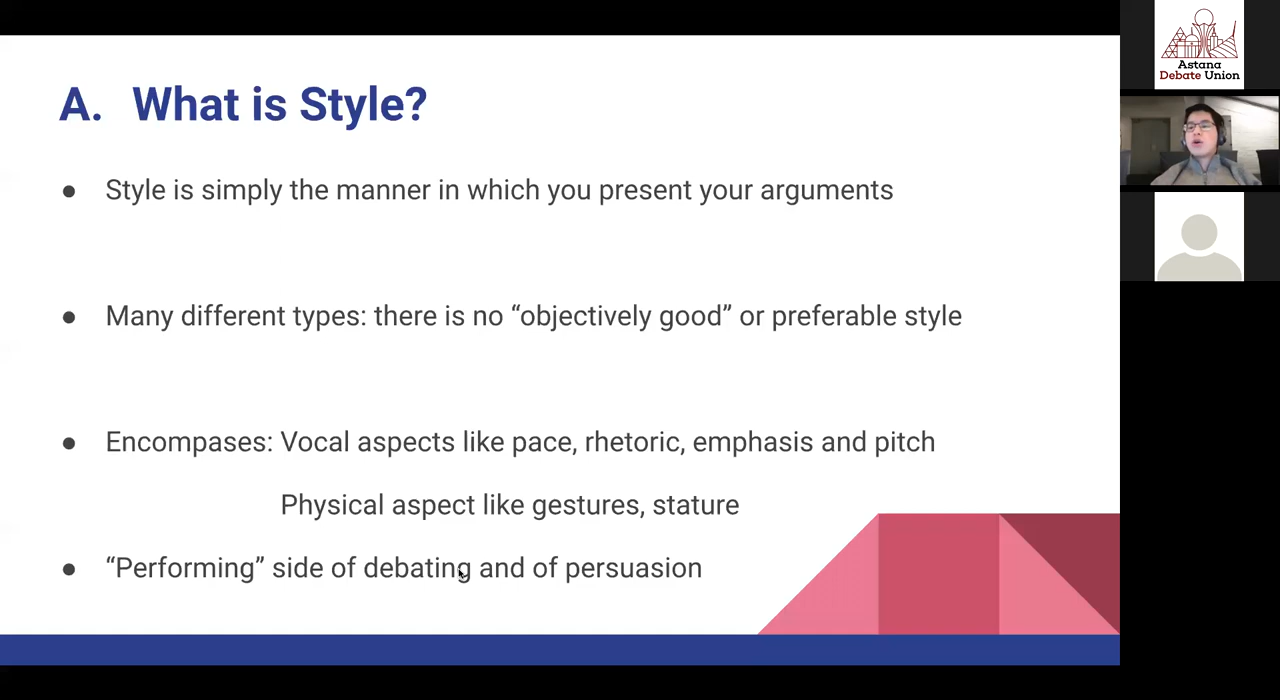 A. What is Style?
● Style is simply the manner in which you present your arguments
● Many different types: there is no “objectively good” or preferable style
● Encompases: Vocal aspects like pace, rhetoric, emphasis and pitch
Physical aspect like gestures, stature
● “Performing” side of debating and of persuasion
Astana
Debate Union